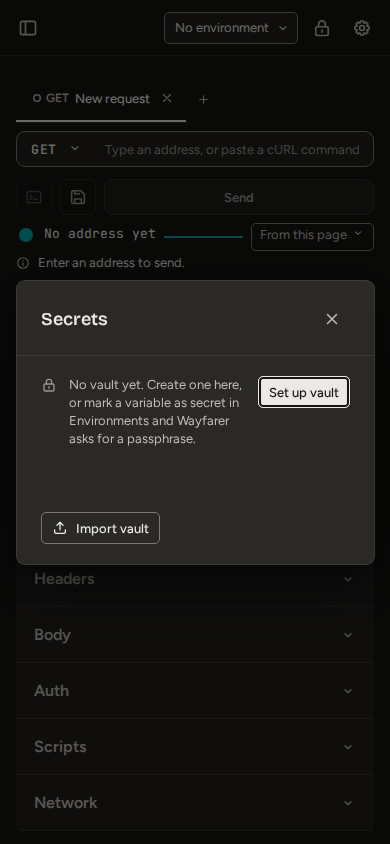 No environment
GET New request
GET
Type an address, or paste a cURL command
Send
No address yet
From this page
Enter an address to send.
Secrets
No vault yet. Create one here,
or mark a variable as secret in
Environments and Wayfarer
asks for a passphrase.
Set up vault
Import vault
Headers
Body
Auth
Scripts
Network